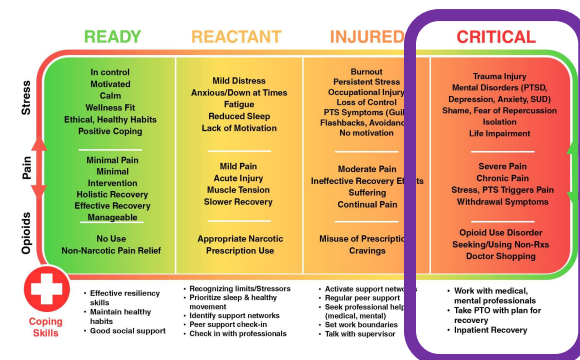 READY
REACTANT
INJURED
CRITICAL
Stress
In control
Motivated
Calm
Wellness Fit
Ethical, Healthy Habits
Positive Coping
Mild Distress
Anxious/Down at Times
Fatigue
Reduced Sleep
Lack of Motivation
Burnout
Persistent Stress
Occupational Injury
Loss of Control
PTS Symptoms
Flashbacks,
No motivation
Trauma Injury
Mental Disorders (PTSD,
Depression, Anxiety, SUD)
Shame, Fear of Repercussion
Isolation
Life Impairment
Pain
Minimal Pain
Minimal
Intervention
Holistic Recovery
Effective Recovery
Manageable
Mild Pain
Acute Injury
Muscle Tension
Slower Recovery
Moderate Pain
Ineffective Recovery
Suffering
Continual Pain
Severe Pain
Chronic Pain
Stress, PTS Triggers Pain
Withdrawal Symptoms
Opioids
No Use
Non-Narcotic Pain Relief
Appropriate Narcotic
Prescription Use
Misuse of
Cravings
Opioid Use Disorder
Seeking/Using Non-Rxs
Doctor Shopping
Coping
Skills
• Effective resiliency
skills
• Maintain healthy
habits
• Good social support
• Recognizing limits/Stressors
• Prioritize sleep & healthy
movement
• Identify support networks
• Peer support check-in
• Check in with professionals
• Activate support
• Regular peer support
• Seek professional help
(medical, mental)
• Set work boundaries
• Talk with supervisor
• Work with medical,
mental professionals
• Take PTO with plan for
recovery
• Inpatient Recovery